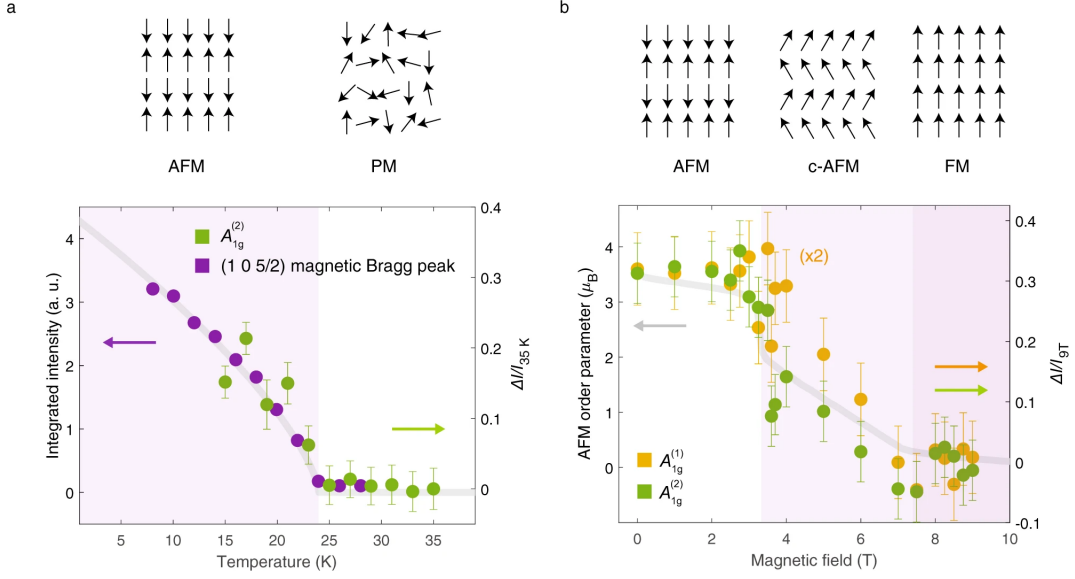 a
AFM
PM
Integrated intensity (a. u.)
4
3
2
1
0
A1g(2)
(1 0 5/2) magnetic Bragg peak
0.4
0.3
0.2
0.1
0
ΔI/I35 K
5
10
15
20
25
30
35
Temperature (K)
b
AFM
c-AFM
FM
AFM order parameter (μB)
4
3
2
1
0
(x2)
A1g(1)
A1g(2)
0.4
0.3
0.2
0.1
0
-0.1
ΔI/I9T
0
2
4
6
8
10
Magnetic field (T)